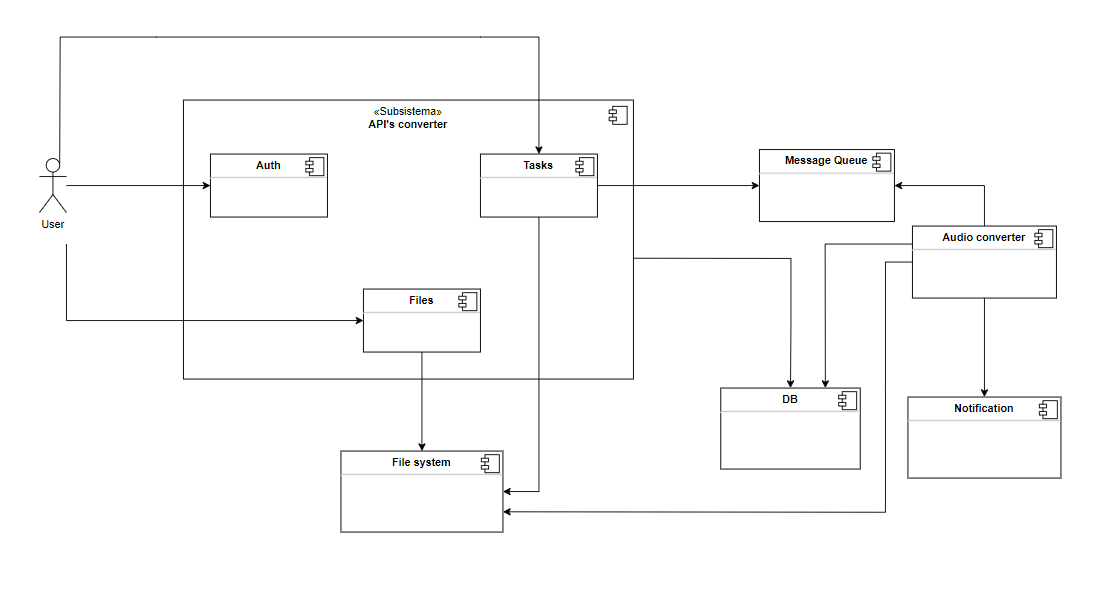 «Subsistema»
API's converter
Auth
Tasks
Message Queue
User
Audio converter
Files
DB
Notification
File system